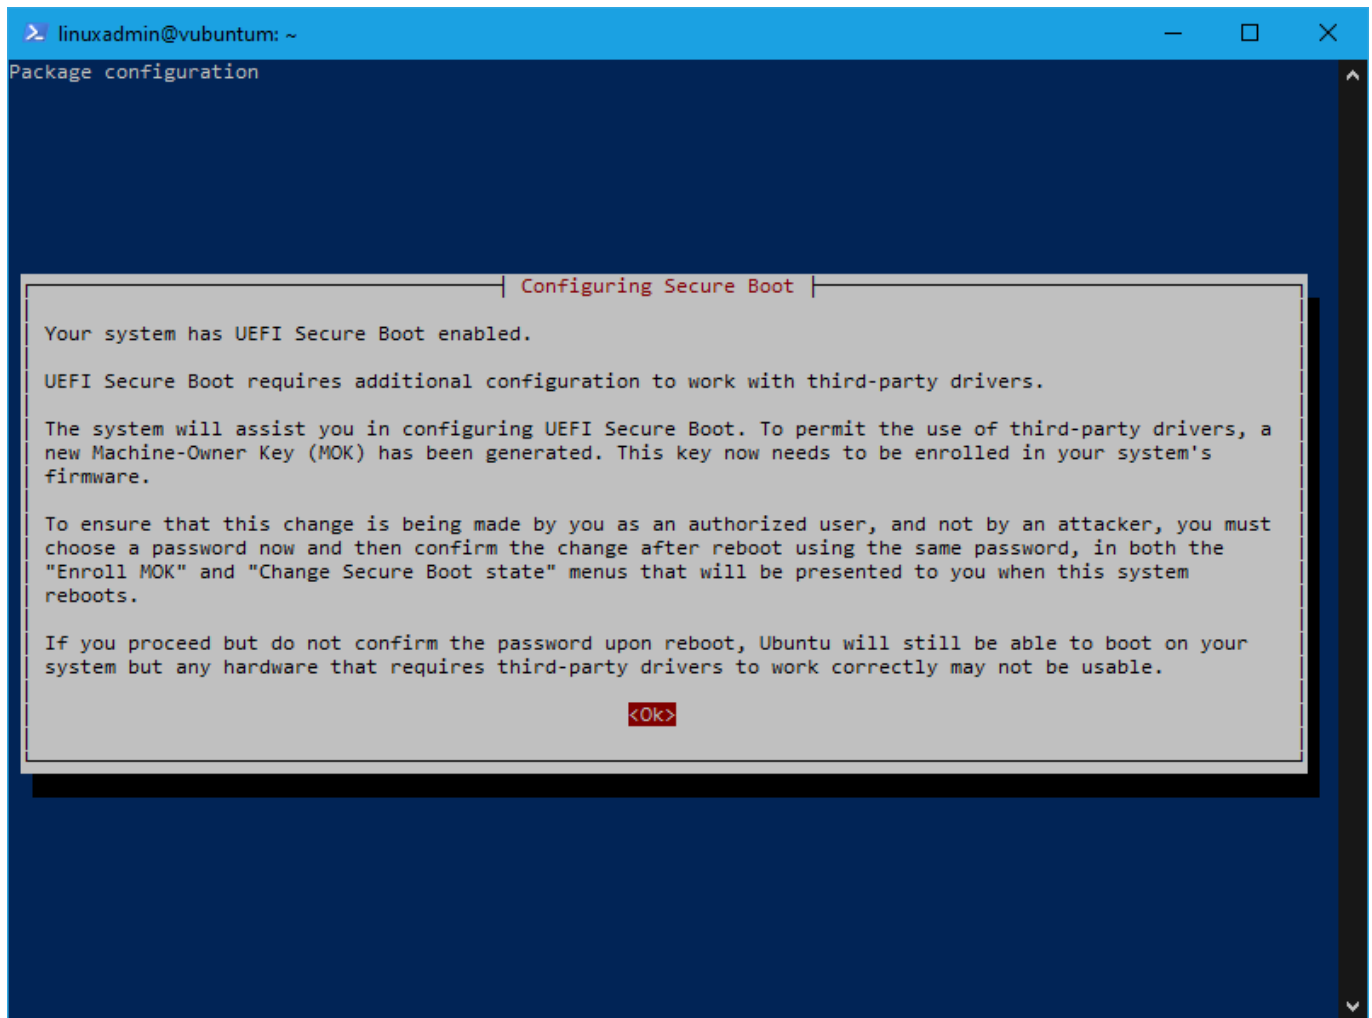 linuxadmin@vubuntum: ~
Package configuration
Configuring Secure Boot
Your system has UEFI Secure Boot enabled.
UEFI Secure Boot requires additional configuration to work with third-party drivers.
The system will assist you in configuring UEFI Secure Boot. To permit the use of third-party drivers, a
new Machine-Owner Key (MOK) has been generated. This key now needs to be enrolled in your system's
firmware.
To ensure that this change is being made by you as an authorized user, and not by an attacker, you must
choose a password now and then confirm the change after reboot using the same password, in both the
"Enroll MOK" and "Change Secure Boot state" menus that will be presented to you when this system
reboots.
If you proceed but do not confirm the password upon reboot, Ubuntu will still be able to boot on your
system but any hardware that requires third-party drivers to work correctly may not be usable.
<Ok>